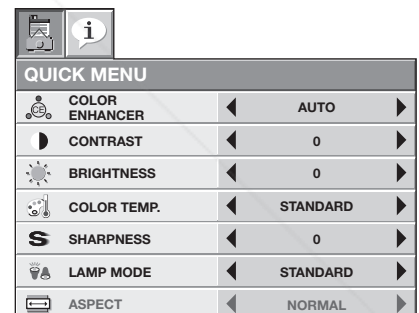 QUICK MENU
CE
COLOR
ENHANCER
AUTO
CONTRAST
0
BRIGHTNESS
0
COLOR TEMP.
STANDARD
SHARPNESS
0
LAMP MODE
STANDARD
ASPECT
NORMAL